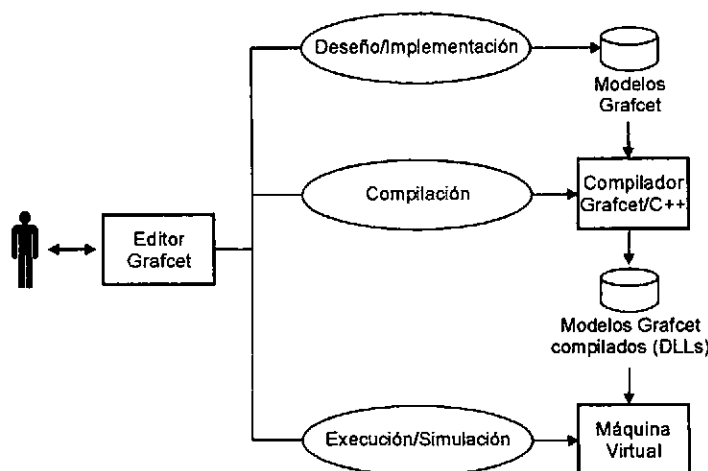 Deseño/Implementación
Modelos
Grafcet
Compilación
Compilador
Grafcet/C++
Editor
Grafcet
Modelos Grafcet
compilados (DLLs)
Execución/Simulación
Máquina
Virtual